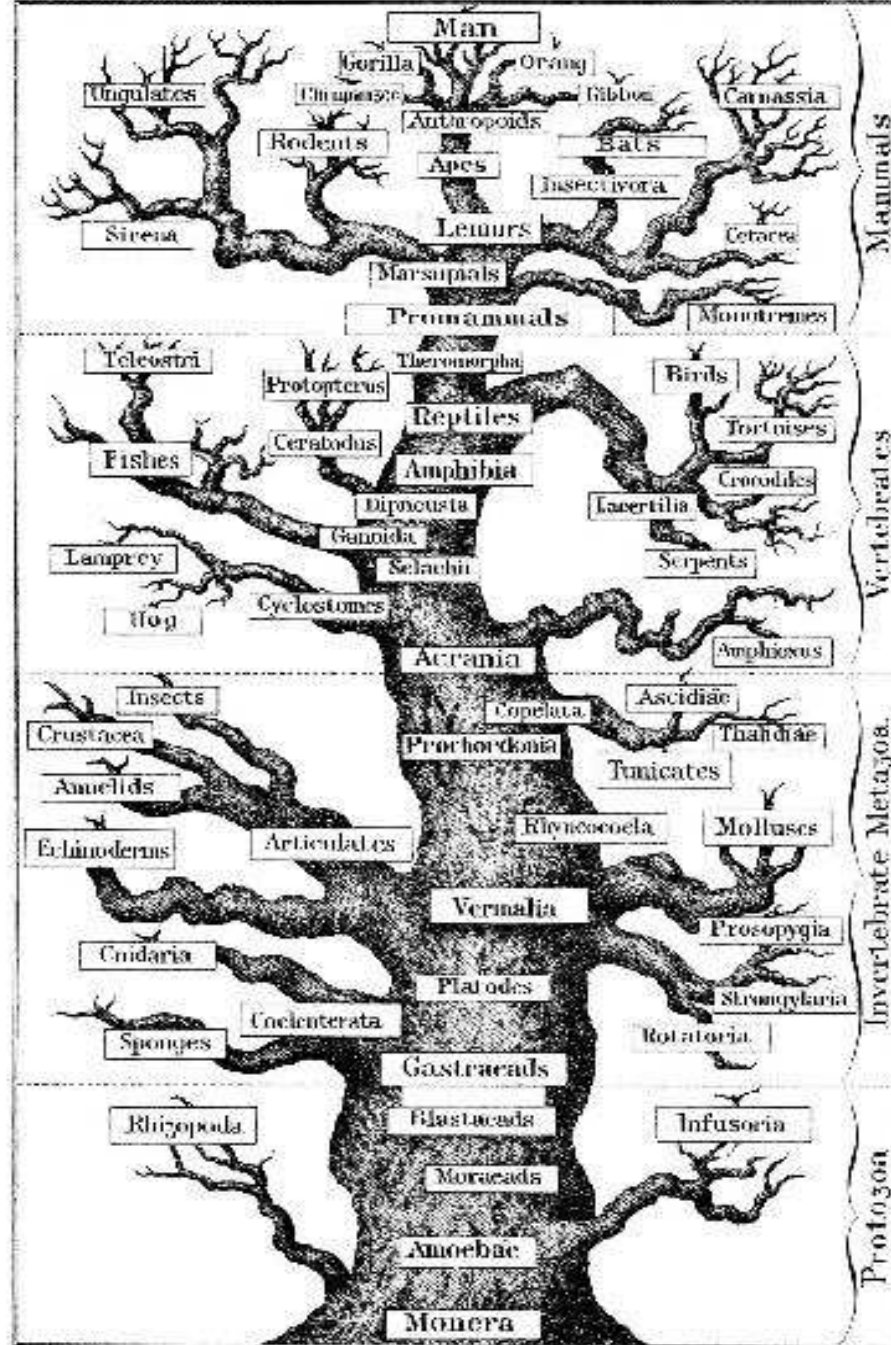 Man
Gorilla
Orang
Ungulates
Chimpanzee
Gibbon
Carnassia
Anthropoids
Rodents
Bats
Apes
Insectivora
Mammals
Sirena
Lemurs
Cetacea
Marsupials
Promammals
Monotremes
Teleostri
Theromorpha
Birds
Protopterus
Reptiles
Tortoises
Ceratodus
Fishes
Amphibia
Crocodiles
Dipneusta
Lacertilia
Vertebrates
Ganoida
Lamprey
Selachii
Serpents
Cyclostomes
Hog
Acrania
Amphioxus
Insects
Ascidiae
Copelata
Crustacea
Prochordonia
Thalidiae
Tunicates
Annelids
Rhyncocoela
Molluscs
Echinoderms
Articulates
Vermalia
Prosopygia
Invertebrate Metazoa
Cnidaria
Platodes
Strongylaria
Coelenterata
Sponges
Rotatoria
Gastraeads
Rhizopoda
Blastaeads
Infusoria
Moraeads
Protozoa
Amoebae
Monera